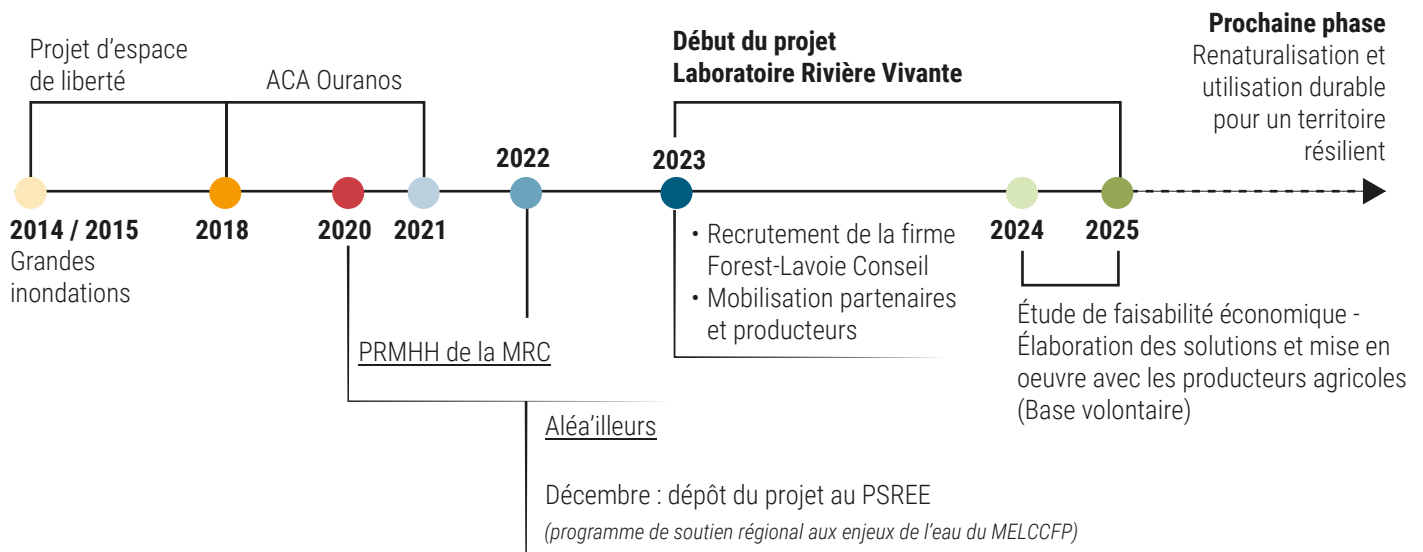 Projet d'espace
de liberté
ACA Ouranos
Début du projet
Laboratoire Rivière Vivante
Prochaine phase
Renaturalisation et
utilisation durable
pour un territoire
résilient
2014 / 2015
Grandes
inondations
2018
2020
2021
2022
2023
2024
2025
• Recrutement de la firme
Forest-Lavoie Conseil
• Mobilisation partenaires
et producteurs
Étude de faisabilité économique -
Élaboration des solutions et mise en
oeuvre avec les producteurs agricoles
(Base volontaire)
PRMHH de la MRC
Aléa'illeurs
Décembre : dépôt du projet au PSREE
(programme de soutien régional aux enjeux de l'eau du MELCCFP)